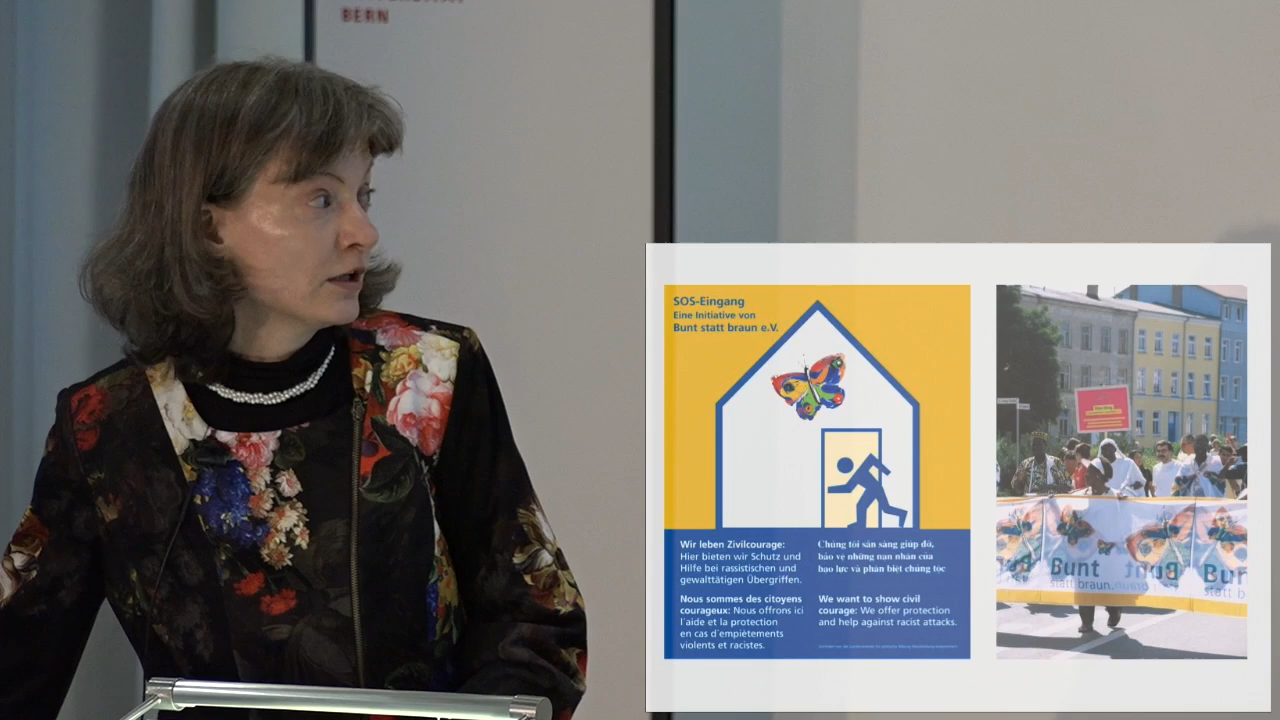 BERN
SOS-Eingang
Eine Initiative von
Bunt statt braun e.V.
Wir leben Zivilcourage:
Hier bieten wir Schutz und
Hilfe bei rassistischen und
gewalttätigen Übergriffen.
Nous sommes des citoyens
courageux: Nous offrons ici
l'aide et la protection
en cas d'empiètements
violents et racistes.
Chúng tôi sẵn sàng giúp đỡ,
bảo vệ những nạn nhân của
bạo lực và phân biệt chủng tộc
We want to show civil
courage: We offer protection
and help against racist attacks.
Bunt
statt braun
Bunt
Bun
statt b